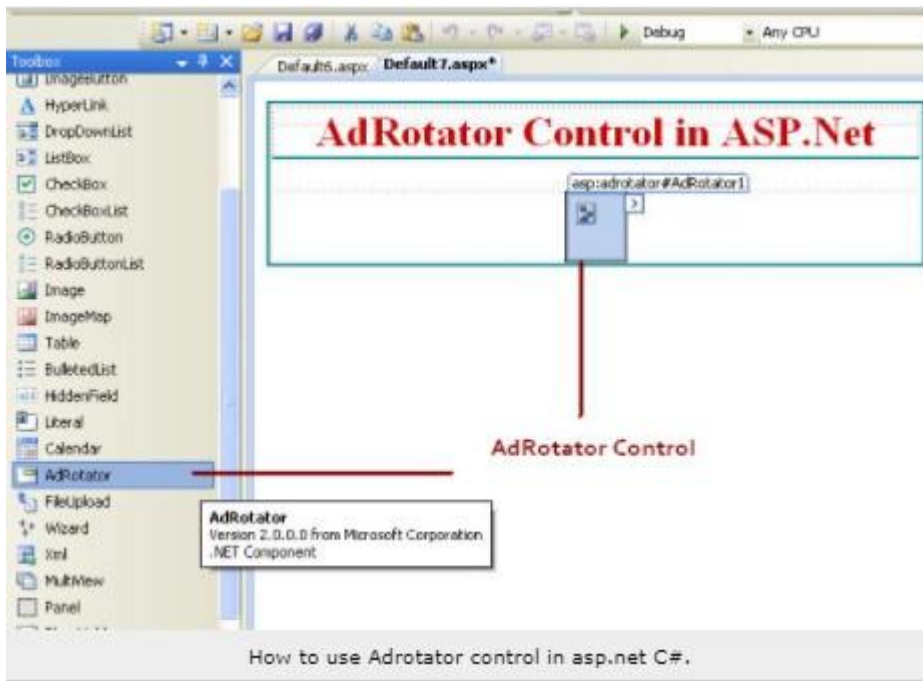 Debug
Any CPU
Toolbox
Default6.aspx
Default7.aspx*
ImageButton
HyperLink
DropDownList
ListBox
CheckBox
CheckBoxList
RadioButton
RadioButtonList
Image
ImageMap
Table
BulletedList
HiddenField
Literal
Calendar
AdRotator
FileUpload
Wizard
Xml
MultiView
Panel
AdRotator Control in ASP.Net
asp:adrotator#AdRotator1
AdRotator Control
AdRotator
Version 2.0.0.0 from Microsoft Corporation
.NET Component
How to use Adrotator control in asp.net C#.